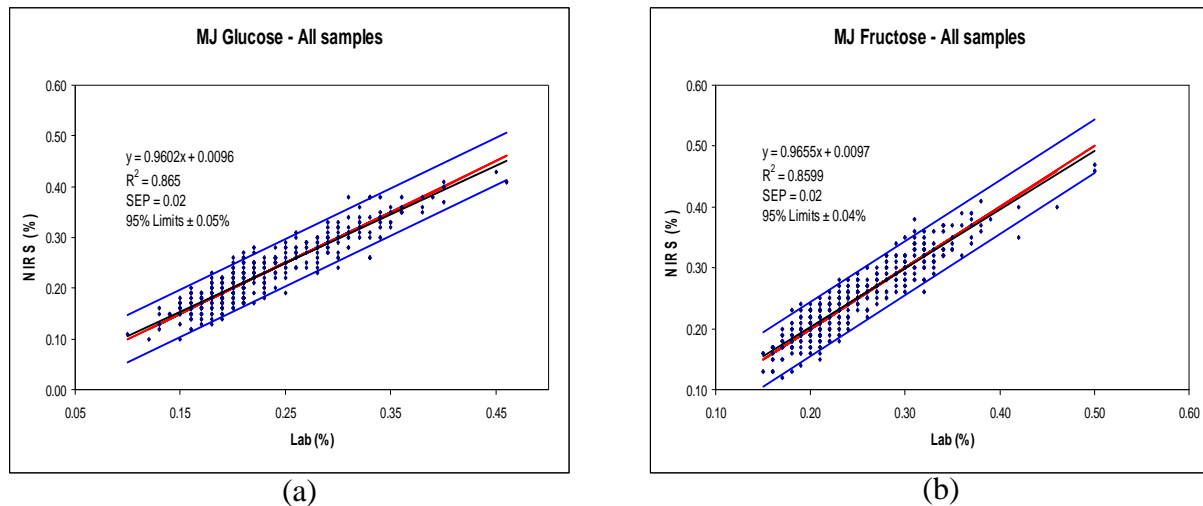 MJ Glucose - All samples
0.60
0.50
0.40
0.30
0.20
0.10
0.00
NIRS (%)
y = 0.9602x + 0.0096
R² = 0.865
SEP = 0.02
95% Limits ± 0.05%
0.05 0.15 0.25 0.35 0.45
Lab (%)
(a)
MJ Fructose - All samples
0.60
0.50
0.40
0.30
0.20
0.10
NIRS (%)
y = 0.9655x + 0.0097
R² = 0.8599
SEP = 0.02
95% Limits ± 0.04%
0.10 0.20 0.30 0.40 0.50 0.60
Lab (%)
(b)